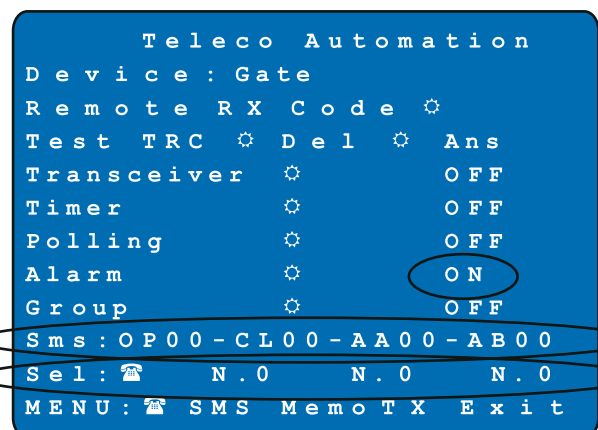 Teleco Automation
Device: Gate
Remote RX Code ☼
Test TRC ☼ Del ☼ Ans
Transceiver ☼ OFF
Timer ☼ OFF
Polling ☼ OFF
Alarm ☼ ON
Group ☼ OFF
Sms:OP00-CL00-AA00-AB00
Sel:☎ N.0 N.0 N.0
MENU:☎ SMS MemoTX Exit